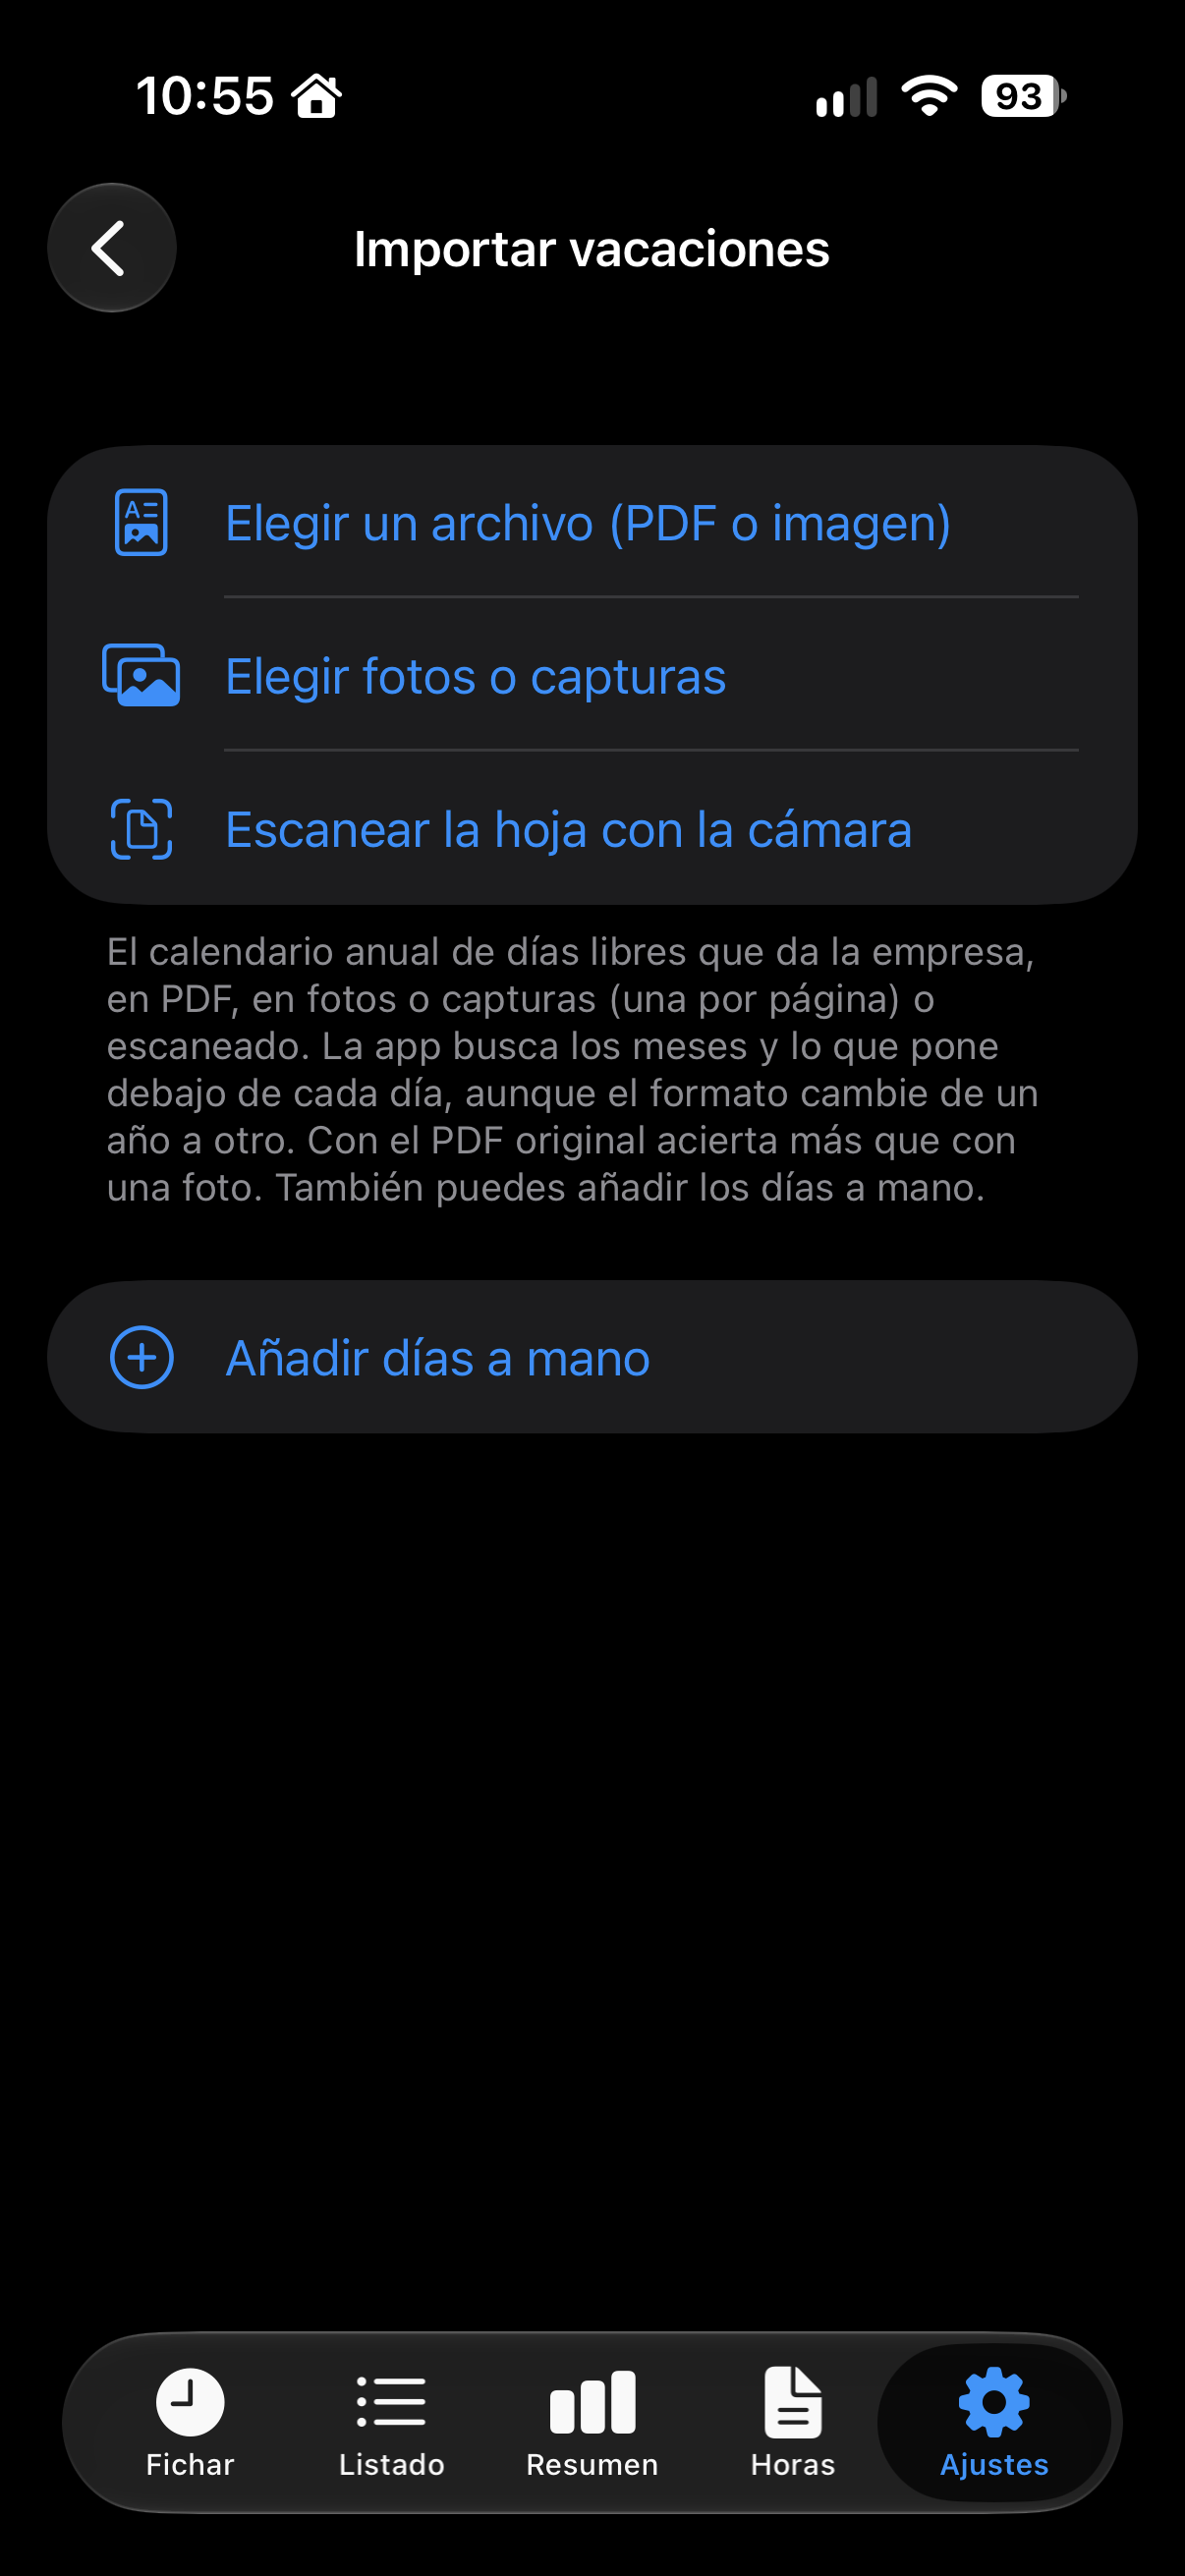 10:55
93
Importar vacaciones
Elegir un archivo (PDF o imagen)
Elegir fotos o capturas
Escanear la hoja con la cámara
El calendario anual de días libres que da la empresa,
en PDF, en fotos o capturas (una por página) o
escaneado. La app busca los meses y lo que pone
debajo de cada día, aunque el formato cambie de un
año a otro. Con el PDF original acierta más que con
una foto. También puedes añadir los días a mano.
Añadir días a mano
Fichar
Listado
Resumen
Horas
Ajustes